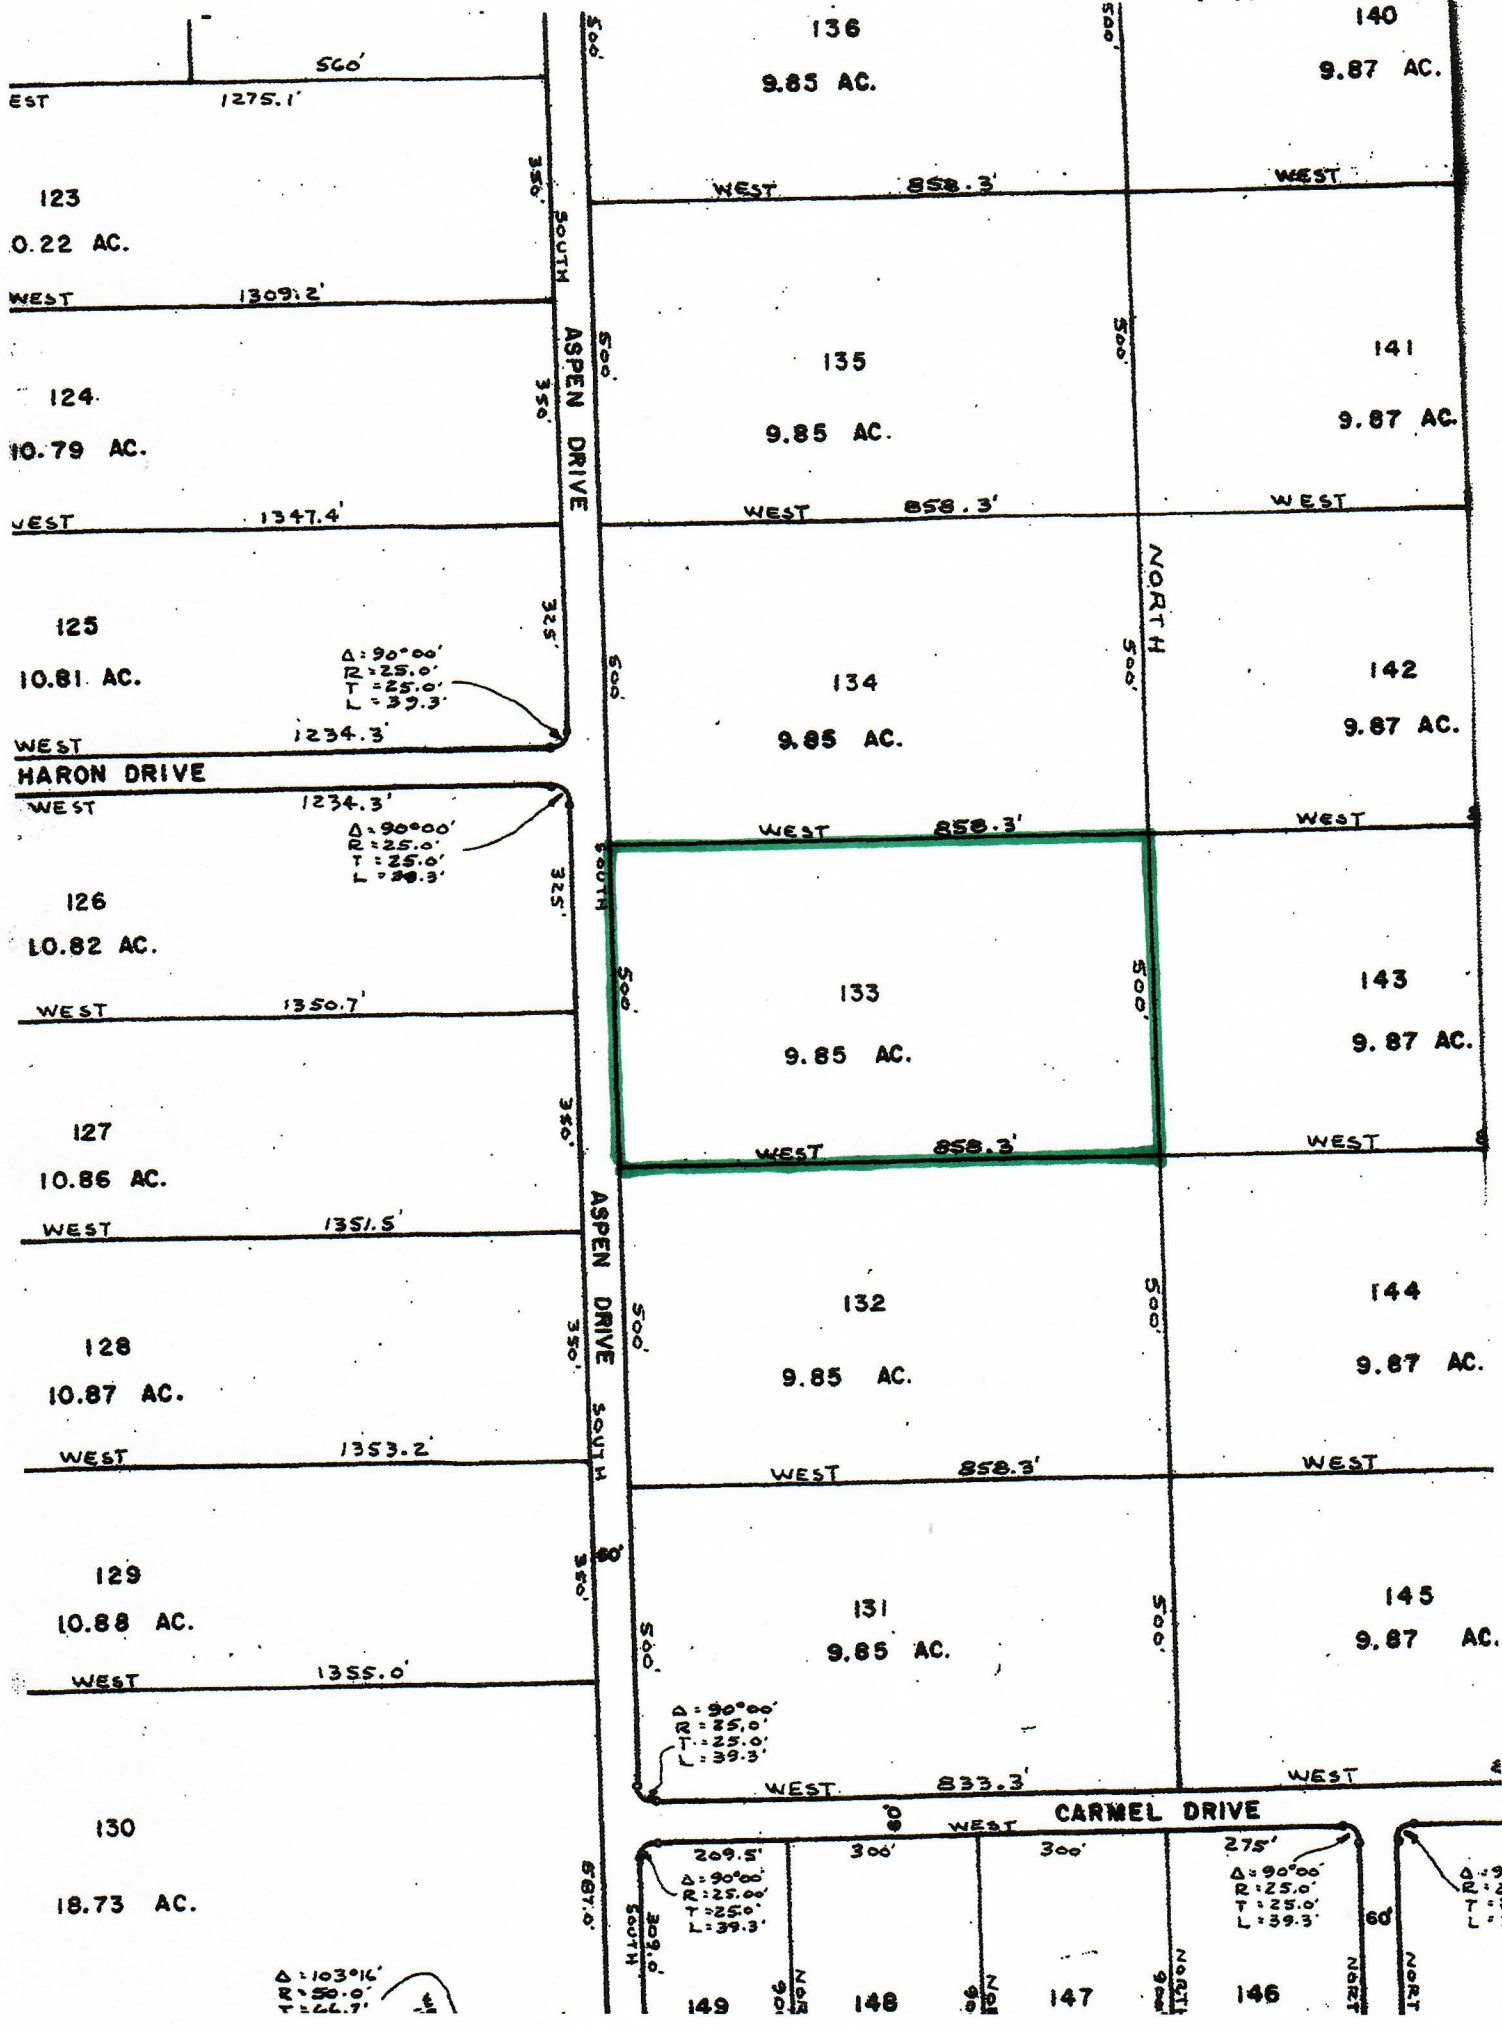 560'
EST
1275.1'
123
0.22 AC.
WEST 1309.2'
124
10.79 AC.
WEST 1347.4'
125
10.81 AC.
Δ=90°00'
R=25.0'
T=25.0'
L=39.3'
WEST 1234.3'
HARON DRIVE
WEST 1234.3'
Δ=90°00'
R=25.0'
T=25.0'
126
10.82 AC.
WEST 1350.7'
127
10.86 AC.
WEST 1351.5'
128
10.87 AC.
WEST 1353.2'
129
10.88 AC.
WEST 1355.0'
130
18.73 AC.
Δ=103°16'
R=50.0'
350'
SOUTH
ASPEN DRIVE
350'
325'
325'
SOUTH
350'
ASPEN DRIVE
350'
SOUTH
350'
60'
587.0'
500'
500'
500'
500'
500'
500'
136
9.85 AC.
WEST 858.3'
135
9.85 AC.
WEST 858.3'
134
9.85 AC.
WEST 858.3'
133
9.85 AC.
WEST 858.3'
132
9.85 AC.
WEST 858.3'
131
9.85 AC.
Δ=90°00'
R=25.0'
T=25.0'
L=39.3'
WEST 833.3'
500'
500'
NORTH
500'
500'
500'
500'
140
9.87 AC.
WEST
141
9.87 AC.
WEST
142
9.87 AC.
WEST
143
9.87 AC.
WEST
144
9.87 AC.
WEST
145
9.87 AC.
WEST
60'
CARMEL DRIVE
WEST
209.5' 300' 300' 275'
Δ=90°00'
R=25.00'
T=25.0'
L=39.3'
SOUTH
309.0'
Δ=90°00'
R=25.0'
T=25.0'
L=39.3'
60'
NORT
NORT
149 148 147 146